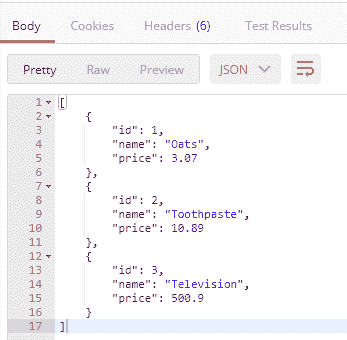 Body Cookies Headers (6) Test Results
Pretty Raw Preview JSON
1 [
2 {
3 "id": 1,
4 "name": "Oats",
5 "price": 3.07
6 },
7 {
8 "id": 2,
9 "name": "Toothpaste",
10 "price": 10.89
11 },
12 {
13 "id": 3,
14 "name": "Television",
15 "price": 500.9
16 }
17 ]